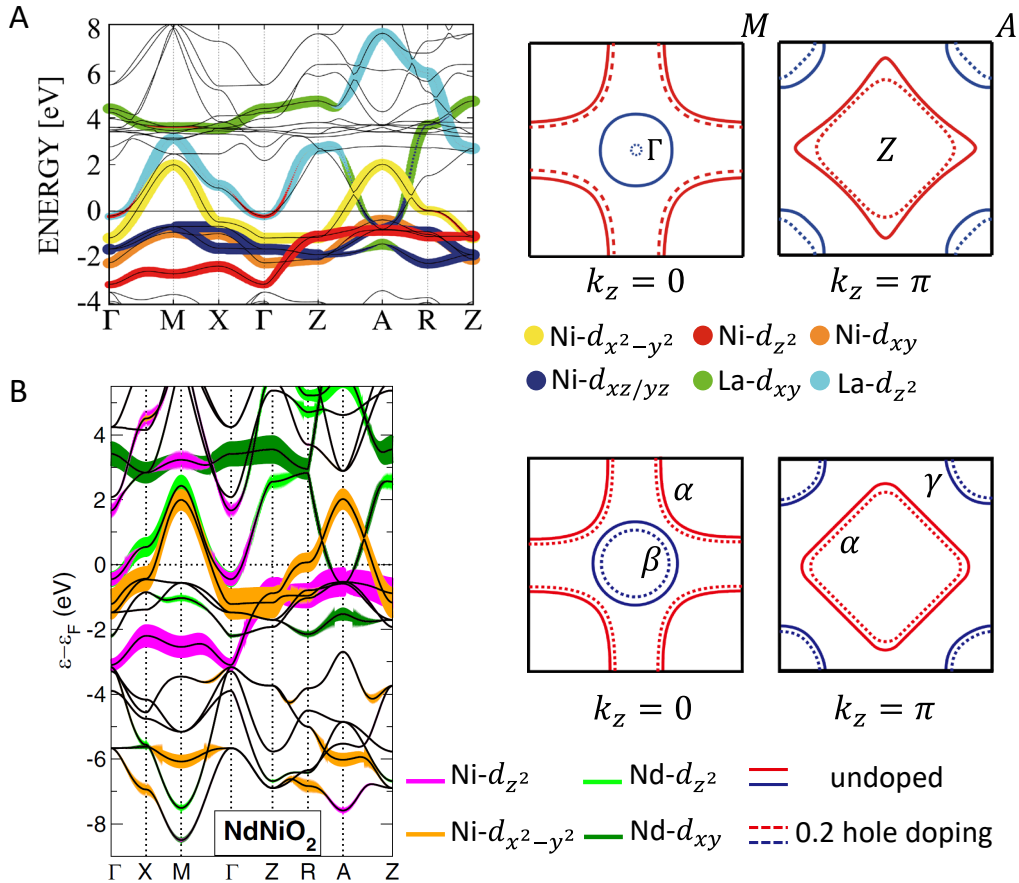 A
ENERGY [eV]
8
6
4
2
0
-2
-4
Γ M X Γ Z A R Z
M
A
Γ
Z
k_z = 0
k_z = π
Ni-d_{x²−y²}
Ni-d_{z²}
Ni-d_{xy}
Ni-d_{xz/yz}
La-d_{xy}
La-d_{z²}
B
ε−ε_F (eV)
4
2
0
-2
-4
-6
-8
NdNiO₂
Γ X M Γ Z R A Z
α
β
γ
α
k_z = 0
k_z = π
Ni-d_{z²}
Nd-d_{z²}
undoped
Ni-d_{x²−y²}
Nd-d_{xy}
0.2 hole doping